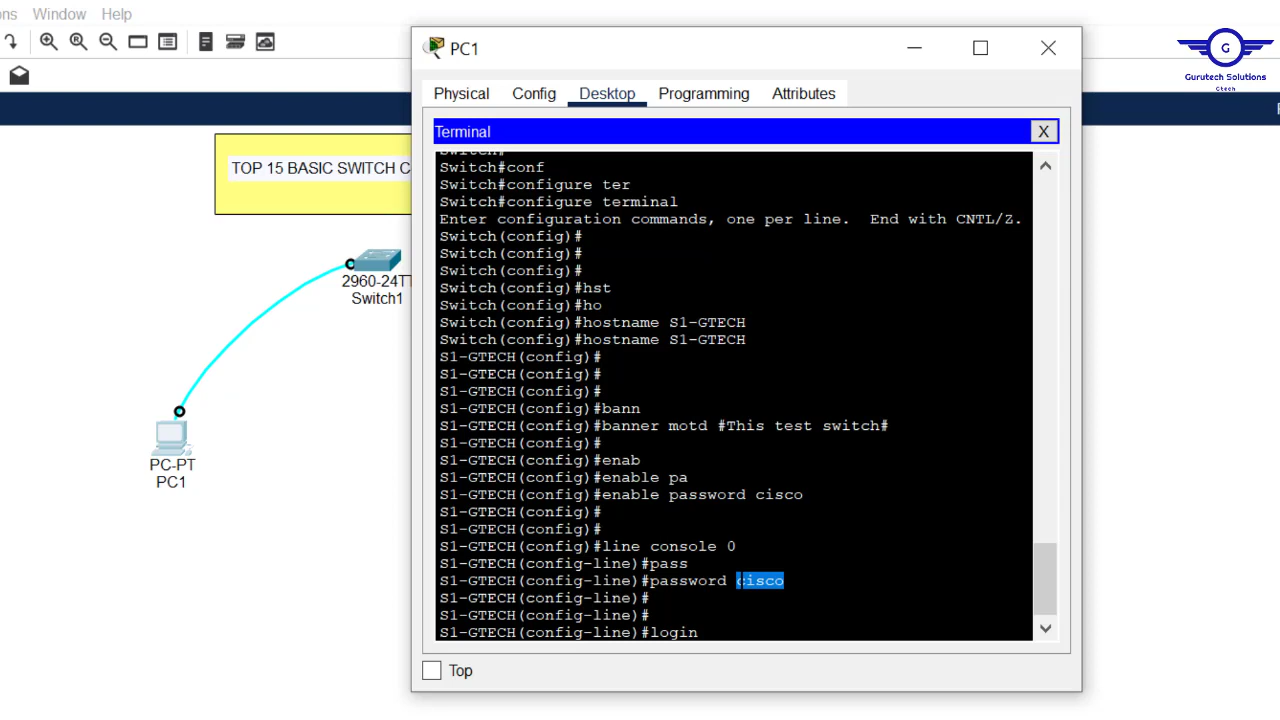 ons Window Help
PC1
G
Gurutech Solutions
Gtech
Physical Config Desktop Programming Attributes
Terminal
X
TOP 15 BASIC SWITCH C
2960-24TT
Switch1
PC-PT
PC1
Switch#
Switch#conf
Switch#configure ter
Switch#configure terminal
Enter configuration commands, one per line. End with CNTL/Z.
Switch(config)#
Switch(config)#
Switch(config)#
Switch(config)#hst
Switch(config)#ho
Switch(config)#hostname S1-GTECH
Switch(config)#hostname S1-GTECH
S1-GTECH(config)#
S1-GTECH(config)#
S1-GTECH(config)#
S1-GTECH(config)#bann
S1-GTECH(config)#banner motd #This test switch#
S1-GTECH(config)#
S1-GTECH(config)#enab
S1-GTECH(config)#enable pa
S1-GTECH(config)#enable password cisco
S1-GTECH(config)#
S1-GTECH(config)#
S1-GTECH(config)#line console 0
S1-GTECH(config-line)#pass
S1-GTECH(config-line)#password cisco
S1-GTECH(config-line)#
S1-GTECH(config-line)#
S1-GTECH(config-line)#login
Top